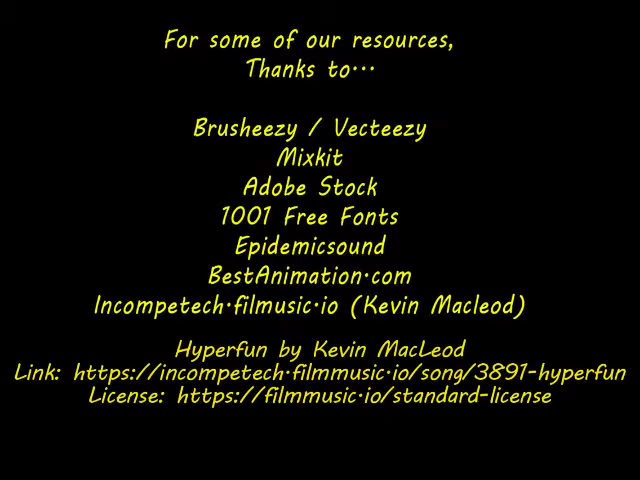 For some of our resources,
Thanks to...
Brusheezy / Vecteezy
Mixkit
Adobe Stock
1001 Free Fonts
Epidemicsound
BestAnimation.com
Incompetech.filmusic.io (Kevin Macleod)
Hyperfun by Kevin MacLeod
Link: https://incompetech.filmmusic.io/song/3891-hyperfun
License: https://filmmusic.io/standard-license